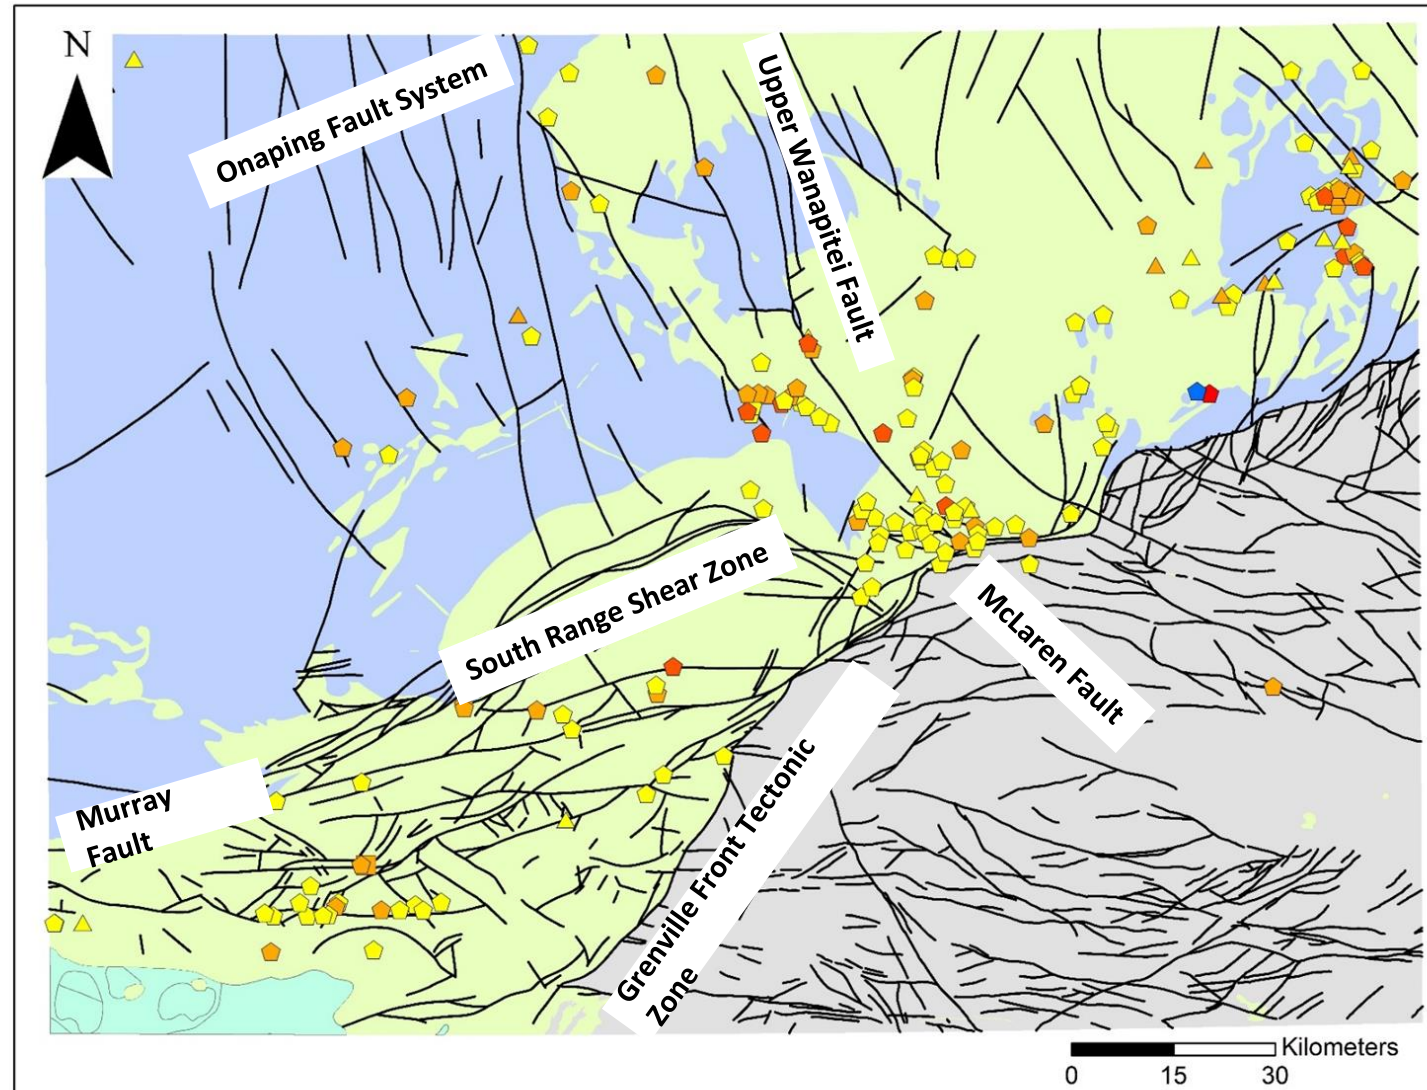 N
Onaping Fault System
Upper Wanapitei Fault
South Range Shear Zone
McLaren Fault
Murray
Fault
Grenville Front Tectonic
Zone
Kilometers
0 15 30